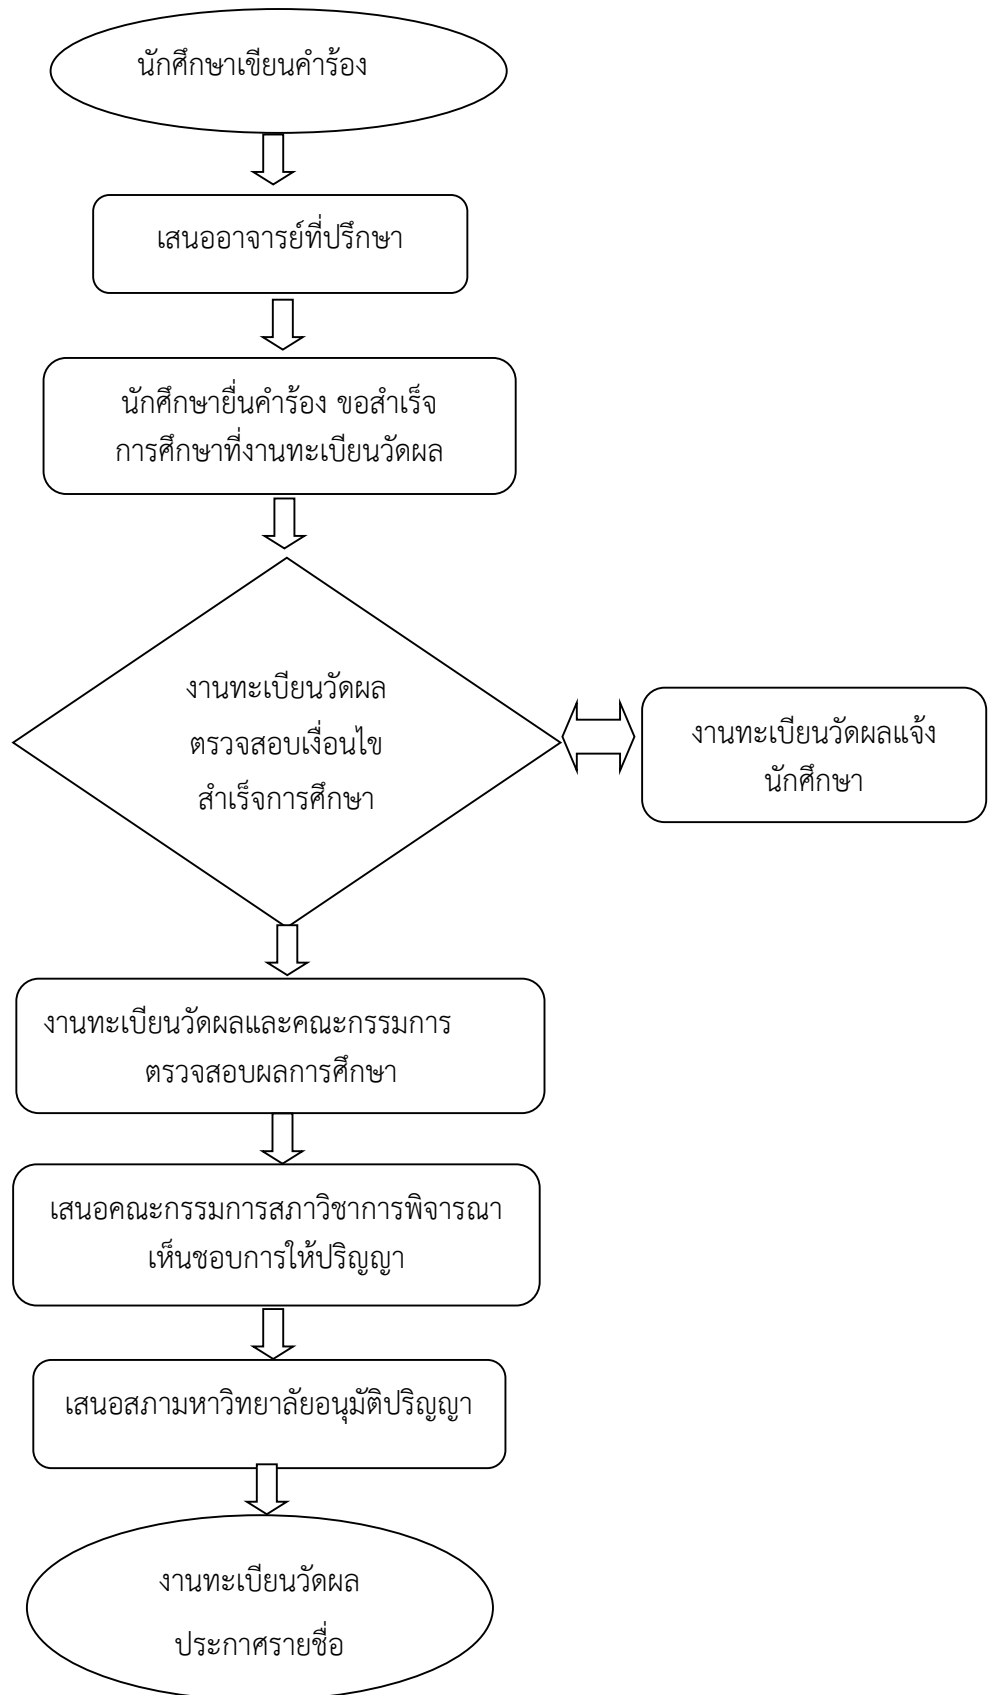 นักศึกษาเขียนคำร้อง
เสนออาจารย์ที่ปรึกษา
นักศึกษายื่นคำร้อง ขอสำเร็จ
การศึกษาที่งานทะเบียนวัดผล
งานทะเบียนวัดผล
ตรวจสอบเงื่อนไข
สำเร็จการศึกษา
งานทะเบียนวัดผลแจ้ง
นักศึกษา
งานทะเบียนวัดผลและคณะกรรมการ
ตรวจสอบผลการศึกษา
เสนอคณะกรรมการสภาวิชาการพิจารณา
เห็นชอบการให้ปริญญา
เสนอสภามหาวิทยาลัยอนุมัติปริญญา
งานทะเบียนวัดผล
ประกาศรายชื่อ